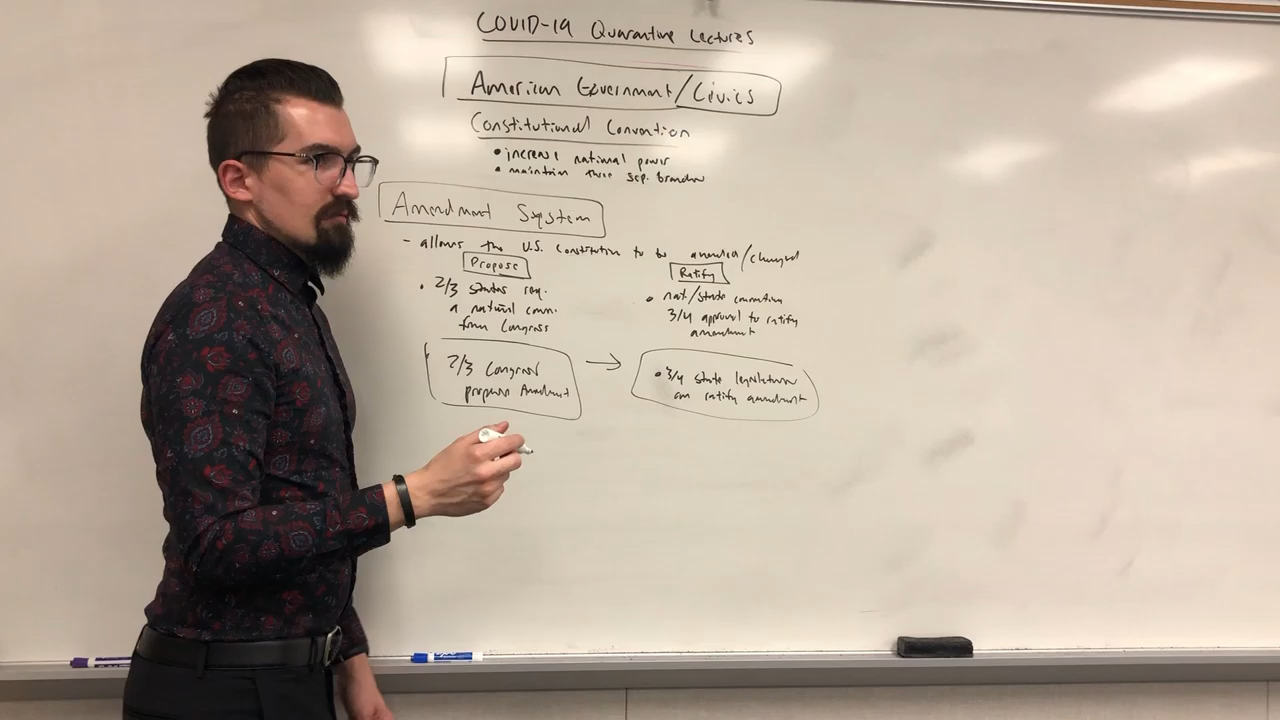 COVID-19 Quarantine Lectures
American Government/Civics
Constitutional Convention
• increase national power
• maintain three sep. branches
Amendment System
- allows the U.S. Constitution to be amended/changed
Propose
• 2/3 states req.
a national conv.
from Congress
2/3 Congress
propose Amendment
Ratify
• nat./state convention
3/4 approval to ratify
amendment
• 3/4 state legislatures
can ratify amendment